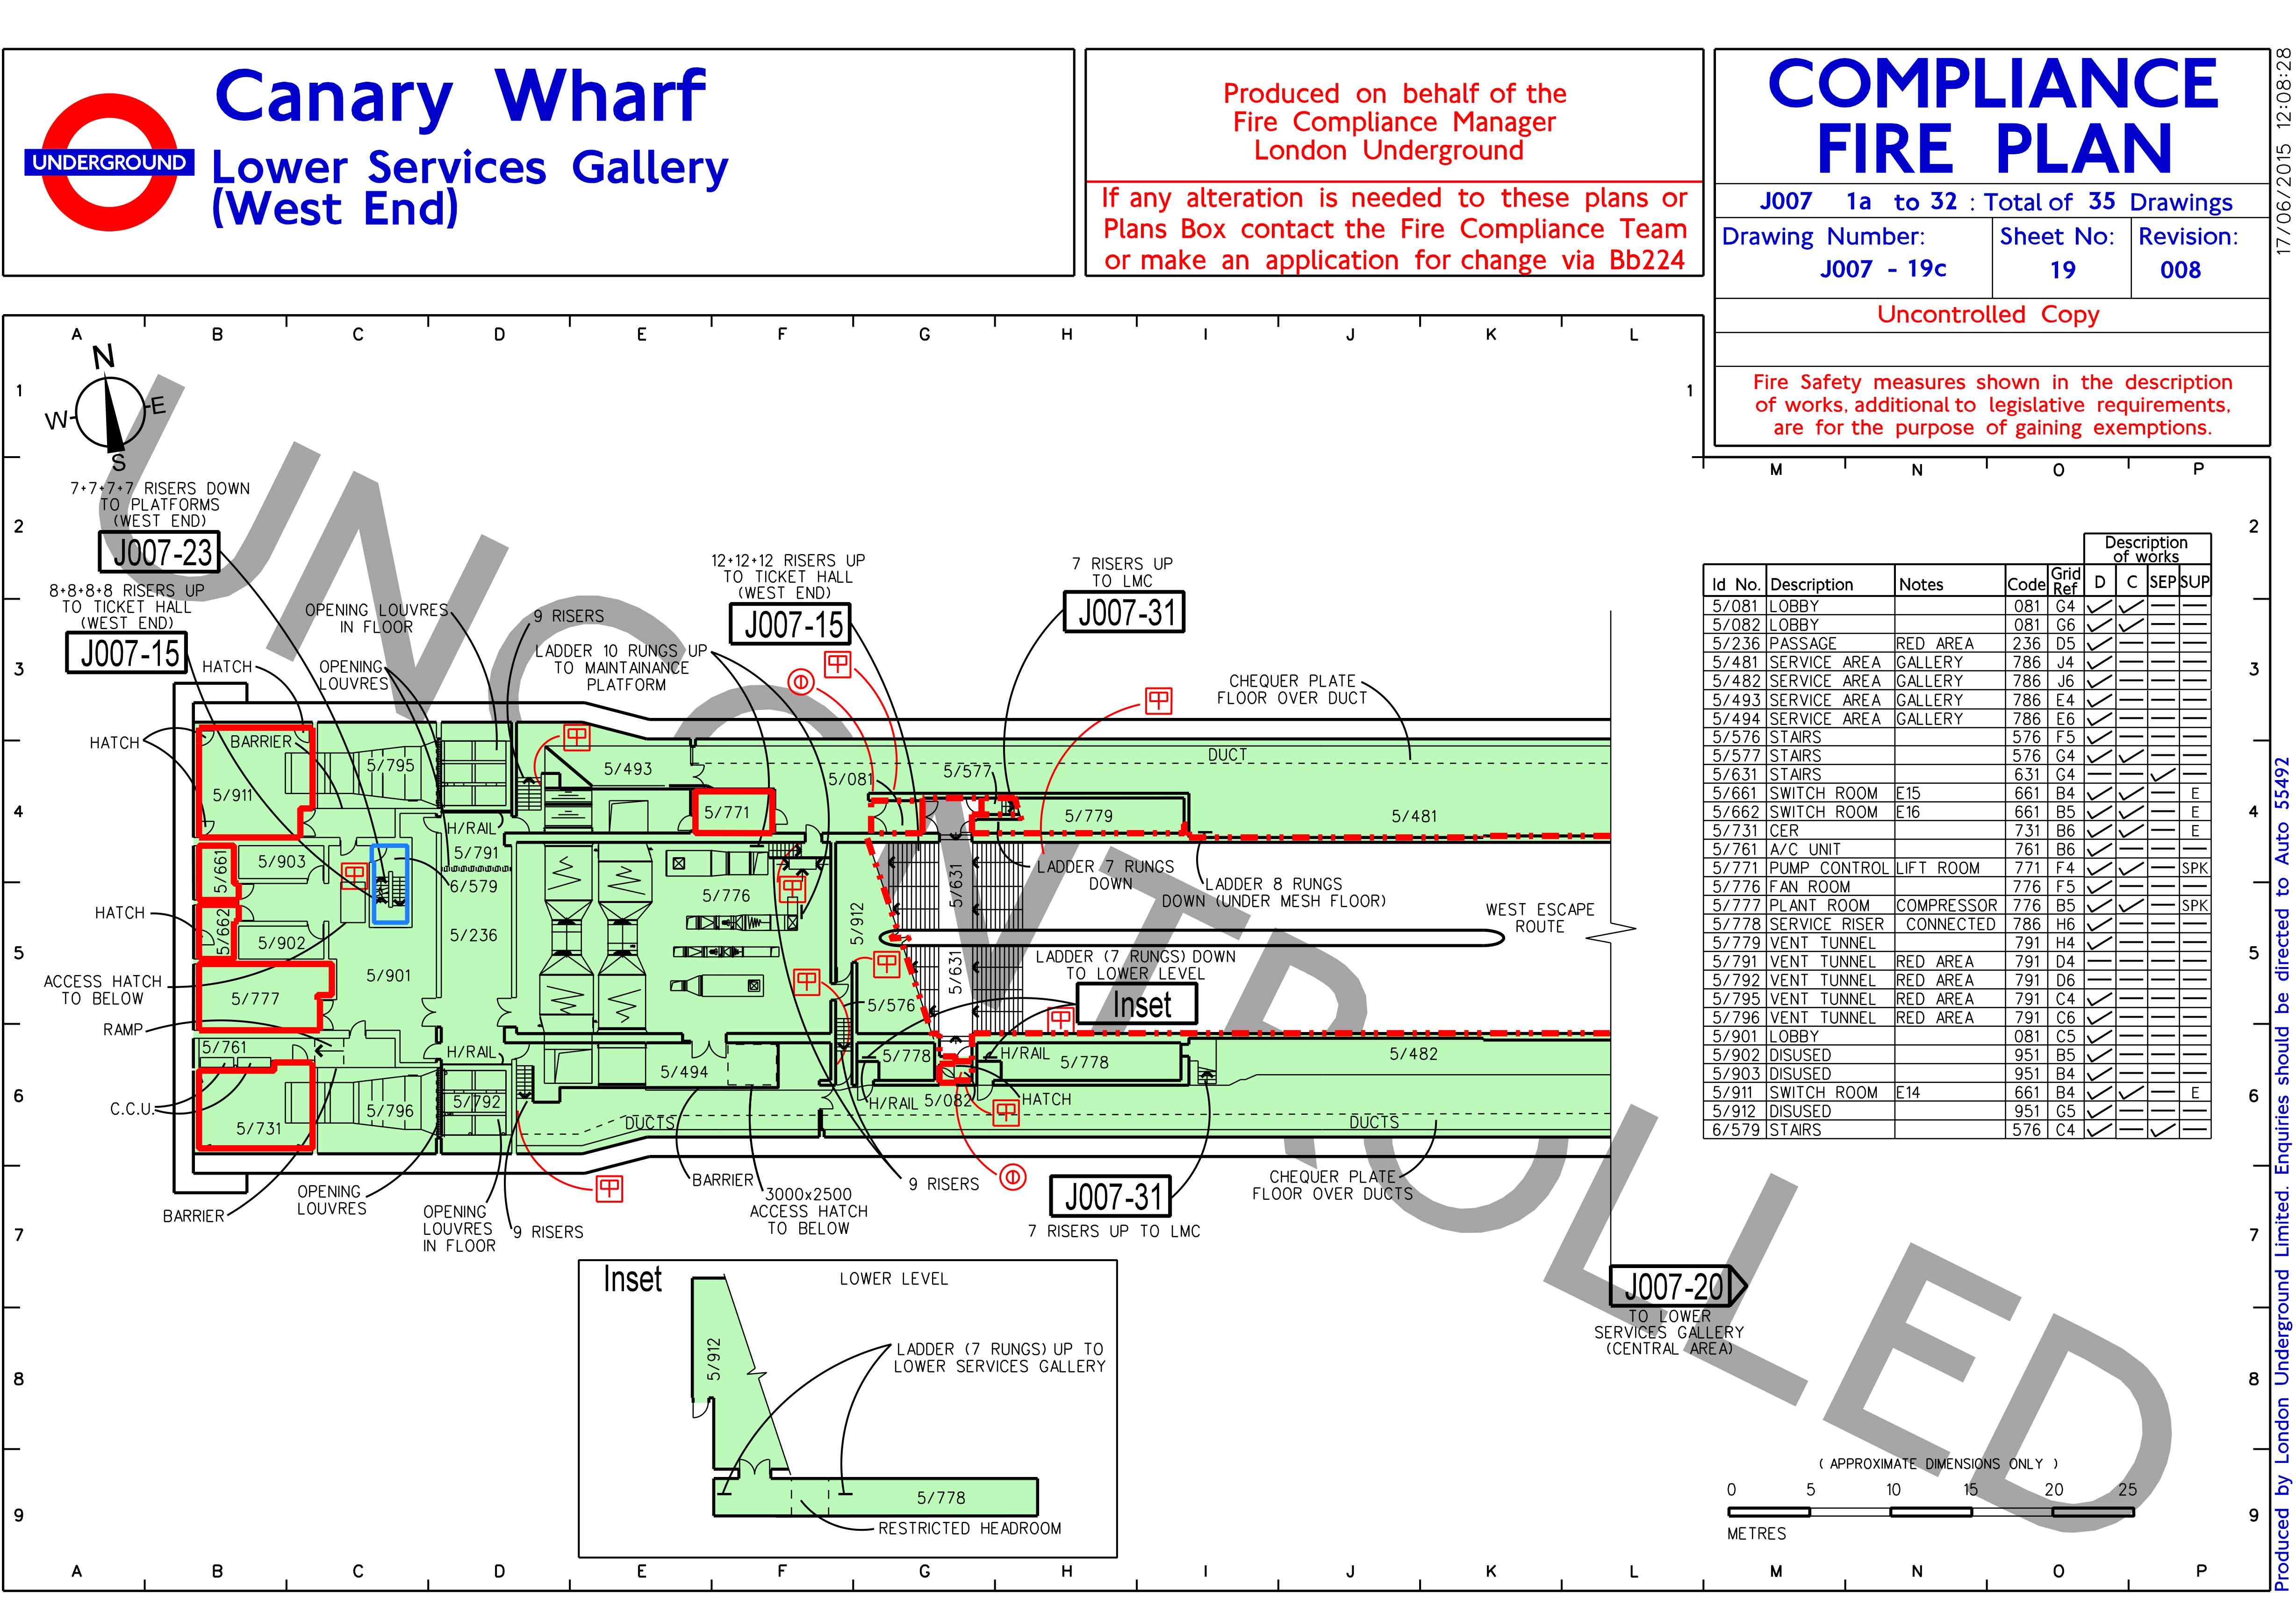 Canary Wharf
UNDERGROUND
Lower Services Gallery
(West End)
Produced on behalf of the
Fire Compliance Manager
London Underground
If any alteration is needed to these plans or
Plans Box contact the Fire Compliance Team
or make an application for change via Bb224
COMPLIANCE
FIRE PLAN
J007 1a to 32 : Total of 35 Drawings
Drawing Number: Sheet No: Revision:
J007 - 19c 19 008
Uncontrolled Copy
Fire Safety measures shown in the description
of works, additional to legislative requirements,
are for the purpose of gaining exemptions.
17/06/2015 12:08:28
A B C D E F G H I J K L
M N O P
1 1
2 2
3 3
4 4
5 5
6 6
7 7
8 8
9 9
N
W E
S
UNCONTROLLED
7+7+7+7 RISERS DOWN
TO PLATFORMS
(WEST END)
J007-23
8+8+8+8 RISERS UP
TO TICKET HALL
(WEST END)
J007-15
HATCH
OPENING
LOUVRES
OPENING LOUVRES
IN FLOOR
9 RISERS
LADDER 10 RUNGS UP
TO MAINTAINANCE
PLATFORM
12+12+12 RISERS UP
TO TICKET HALL
(WEST END)
J007-15
7 RISERS UP
TO LMC
J007-31
CHEQUER PLATE
FLOOR OVER DUCT
HATCH
BARRIER
5/795
5/911
5/493
5/081
5/577
DUCT
5/771
5/779
5/481
H/RAIL
5/791
5/903
5/661
6/579
5/776
5/631
LADDER 7 RUNGS
DOWN
LADDER 8 RUNGS
DOWN (UNDER MESH FLOOR)
HATCH
5/662
5/902
5/236
5/912
WEST ESCAPE
ROUTE
5/901
ACCESS HATCH
TO BELOW
5/777
5/576
5/631
LADDER (7 RUNGS) DOWN
TO LOWER LEVEL
Inset
RAMP
5/761
H/RAIL
5/494
5/778
H/RAIL
5/778
5/482
C.C.U.
5/731
5/796
5/792
DUCTS
H/RAIL
5/082
HATCH
DUCTS
BARRIER
OPENING
LOUVRES
OPENING
LOUVRES
IN FLOOR
9 RISERS
BARRIER
3000x2500
ACCESS HATCH
TO BELOW
9 RISERS
J007-31
7 RISERS UP TO LMC
CHEQUER PLATE
FLOOR OVER DUCTS
J007-20
TO LOWER
SERVICES GALLERY
(CENTRAL AREA)
Inset
LOWER LEVEL
5/912
LADDER (7 RUNGS) UP TO
LOWER SERVICES GALLERY
5/778
RESTRICTED HEADROOM
Description
of works
Id No. Description Notes Code Grid Ref D C SEP SUP
5/081 LOBBY 081 G4 ✓ ✓ — —
5/082 LOBBY 081 G6 ✓ ✓ — —
5/236 PASSAGE RED AREA 236 D5 ✓ — — —
5/481 SERVICE AREA GALLERY 786 J4 ✓ — — —
5/482 SERVICE AREA GALLERY 786 J6 ✓ — — —
5/493 SERVICE AREA GALLERY 786 E4 ✓ — — —
5/494 SERVICE AREA GALLERY 786 E6 ✓ — — —
5/576 STAIRS 576 F5 ✓ — — —
5/577 STAIRS 576 G4 ✓ ✓ — —
5/631 STAIRS 631 G4 — — ✓ —
5/661 SWITCH ROOM E15 661 B4 ✓ ✓ — E
5/662 SWITCH ROOM E16 661 B5 ✓ ✓ — E
5/731 CER 731 B6 ✓ ✓ — E
5/761 A/C UNIT 761 B6 ✓ — — —
5/771 PUMP CONTROL LIFT ROOM 771 F4 ✓ ✓ — SPK
5/776 FAN ROOM 776 F5 ✓ — — —
5/777 PLANT ROOM COMPRESSOR 776 B5 ✓ ✓ — SPK
5/778 SERVICE RISER CONNECTED 786 H6 ✓ — — —
5/779 VENT TUNNEL 791 H4 ✓ — — —
5/791 VENT TUNNEL RED AREA 791 D4 — — — —
5/792 VENT TUNNEL RED AREA 791 D6 — — — —
5/795 VENT TUNNEL RED AREA 791 C4 ✓ — — —
5/796 VENT TUNNEL RED AREA 791 C6 ✓ — — —
5/901 LOBBY 081 C5 ✓ — — —
5/902 DISUSED 951 B5 ✓ — — —
5/903 DISUSED 951 B4 ✓ — — —
5/911 SWITCH ROOM E14 661 B4 ✓ ✓ — E
5/912 DISUSED 951 G5 ✓ — — —
6/579 STAIRS 576 C4 ✓ — ✓ —
( APPROXIMATE DIMENSIONS ONLY )
0 5 10 15 20 25
METRES
A B C D E F G H I J K L M N O P
Produced by London Underground Limited. Enquiries should be directed to Auto 55492